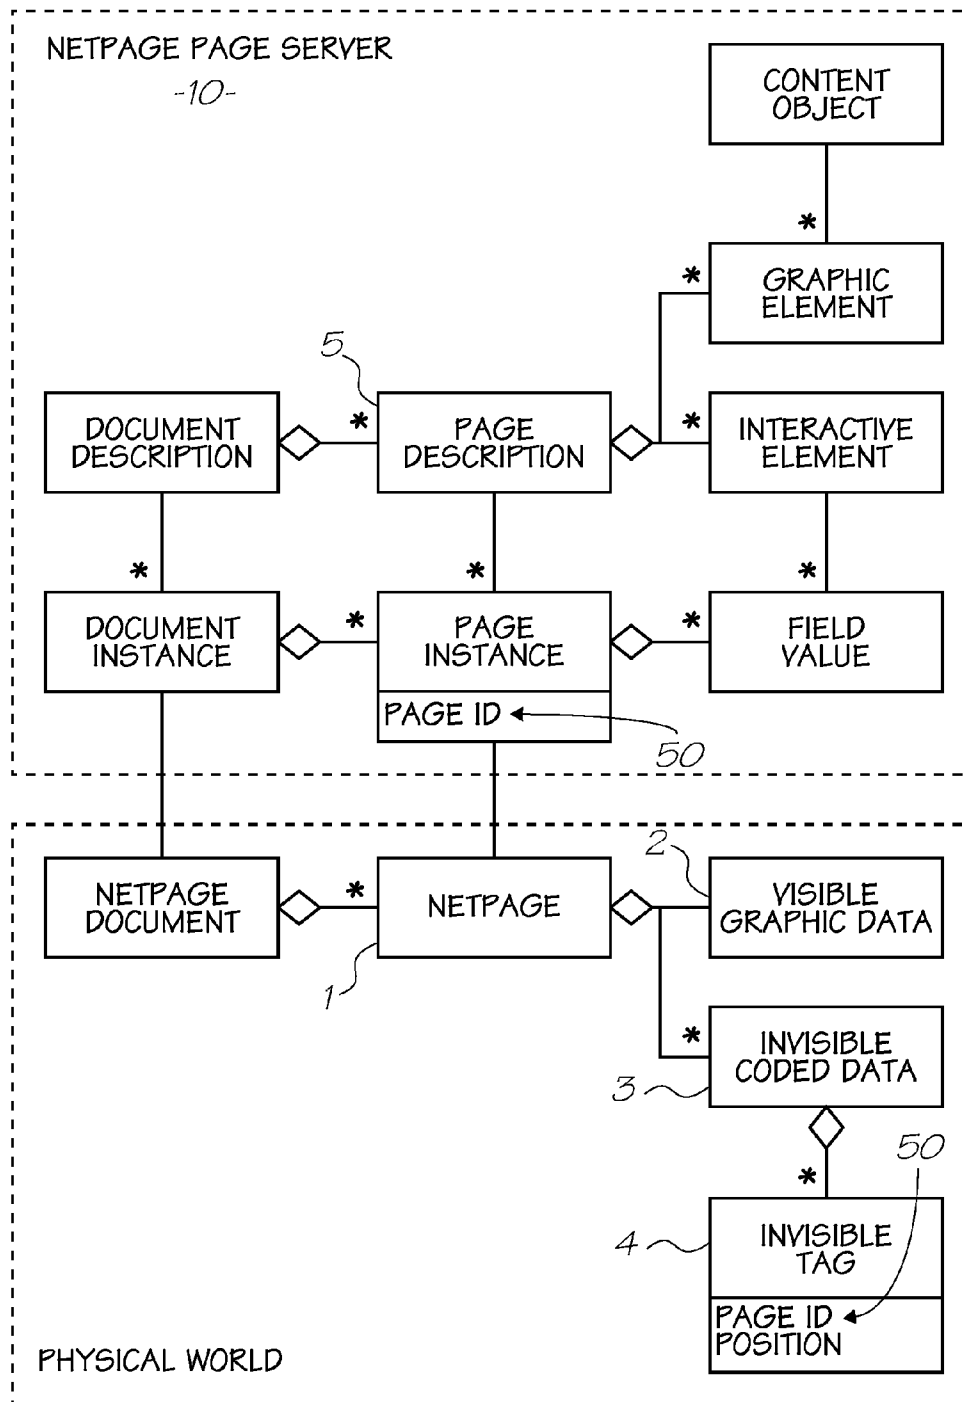 NETPAGE PAGE SERVER
-10-
CONTENT
OBJECT
*
GRAPHIC
ELEMENT
*
5
DOCUMENT
DESCRIPTION
*
PAGE
DESCRIPTION
*
INTERACTIVE
ELEMENT
*
*
*
DOCUMENT
INSTANCE
*
PAGE
INSTANCE
*
FIELD
VALUE
PAGE ID
50
2
NETPAGE
DOCUMENT
*
NETPAGE
VISIBLE
GRAPHIC DATA
1
*
INVISIBLE
CODED DATA
3
50
*
4
INVISIBLE
TAG
PAGE ID
POSITION
PHYSICAL WORLD